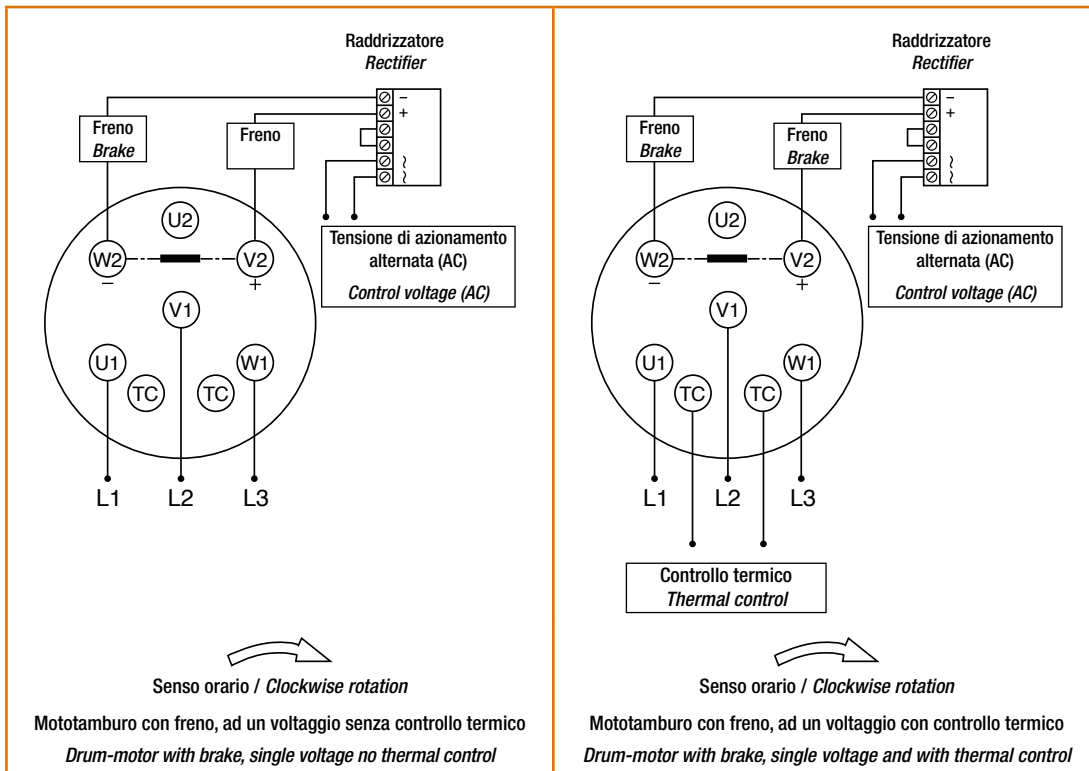 Raddrizzatore
Rectifier
−
+
Freno
Brake
Freno
~
~
U2
W2
V2
−
+
Tensione di azionamento
alternata (AC)
Control voltage (AC)
V1
U1
W1
TC
TC
L1
L2
L3
Senso orario / Clockwise rotation
Mototamburo con freno, ad un voltaggio senza controllo termico
Drum-motor with brake, single voltage no thermal control
Raddrizzatore
Rectifier
−
+
Freno
Brake
Freno
Brake
~
~
U2
W2
V2
−
+
Tensione di azionamento
alternata (AC)
Control voltage (AC)
V1
U1
W1
TC
TC
L1
L2
L3
Controllo termico
Thermal control
Senso orario / Clockwise rotation
Mototamburo con freno, ad un voltaggio con controllo termico
Drum-motor with brake, single voltage and with thermal control